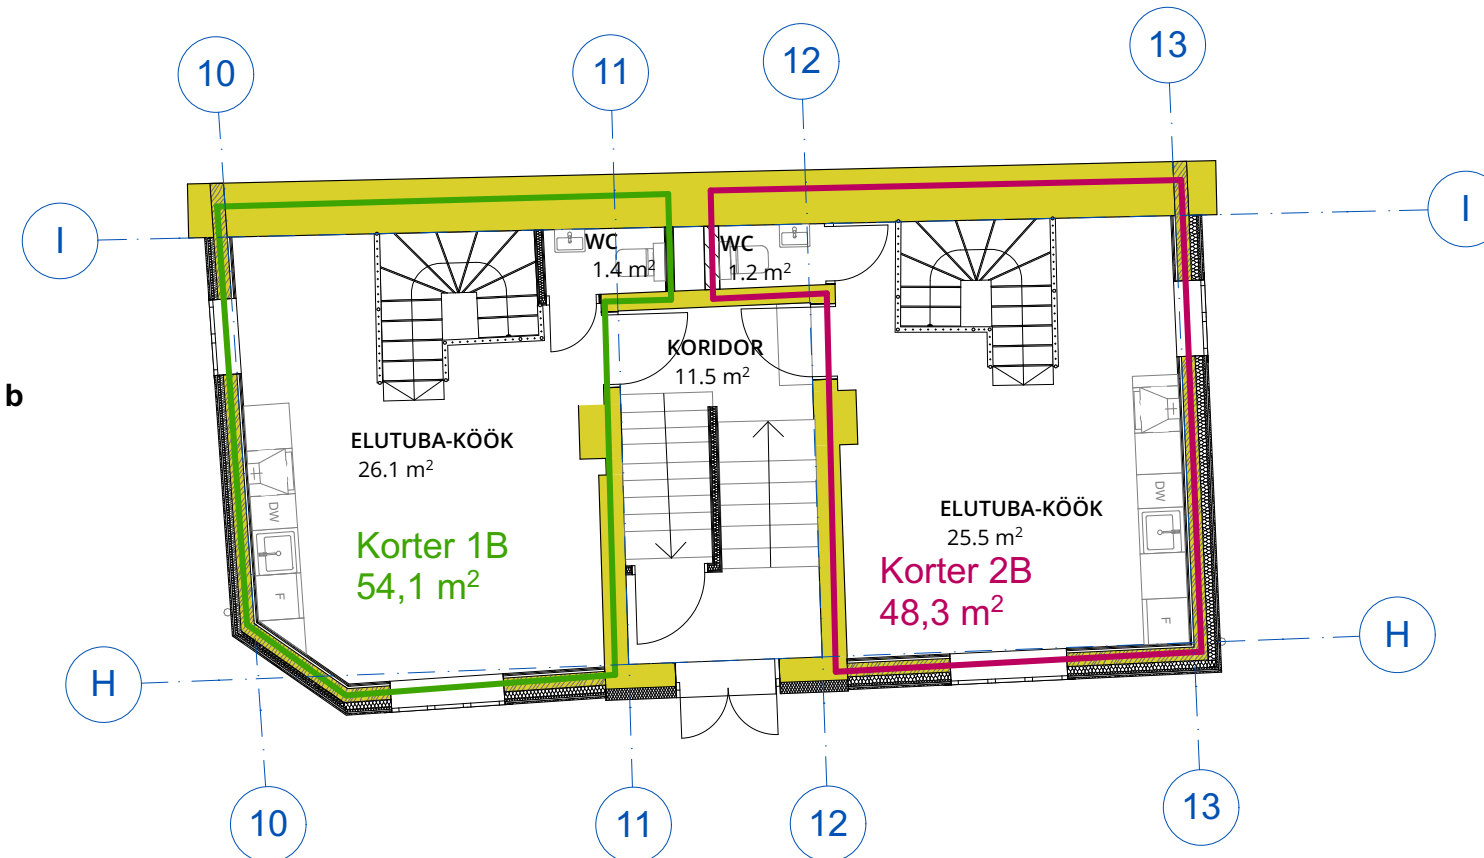 10
11
12
13
I
I
WC
1.4 m²
WC
1.2 m²
KORIDOR
11.5 m²
b
ELUTUBA-KÖÖK
26.1 m²
DW
F
Korter 1B
54,1 m²
ELUTUBA-KÖÖK
25.5 m²
DW
F
Korter 2B
48,3 m²
H
H
10
11
12
13